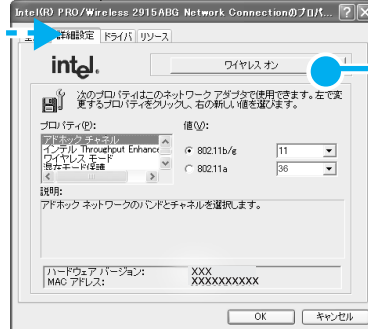 Intel(R) PRO/Wireless 2915ABG Network Connectionのプロパ...
詳細設定 ドライバ リソース
intel.
ワイヤレス オン
次のプロパティはこのネットワーク アダプタで使用できます。左で変
更するプロパティをクリックし、右の新しい値を選びます。
プロパティ(P):
値(V):
アドホック チャネル
インテル Throughput Enhancer
ワイヤレス モード
混在モード保護
802.11b/g
11
802.11a
36
説明:
アドホック ネットワークのバンドとチャネルを選択します。
ハードウェア バージョン: XXX
MAC アドレス: XXXXXXXXXX
OK キャンセル